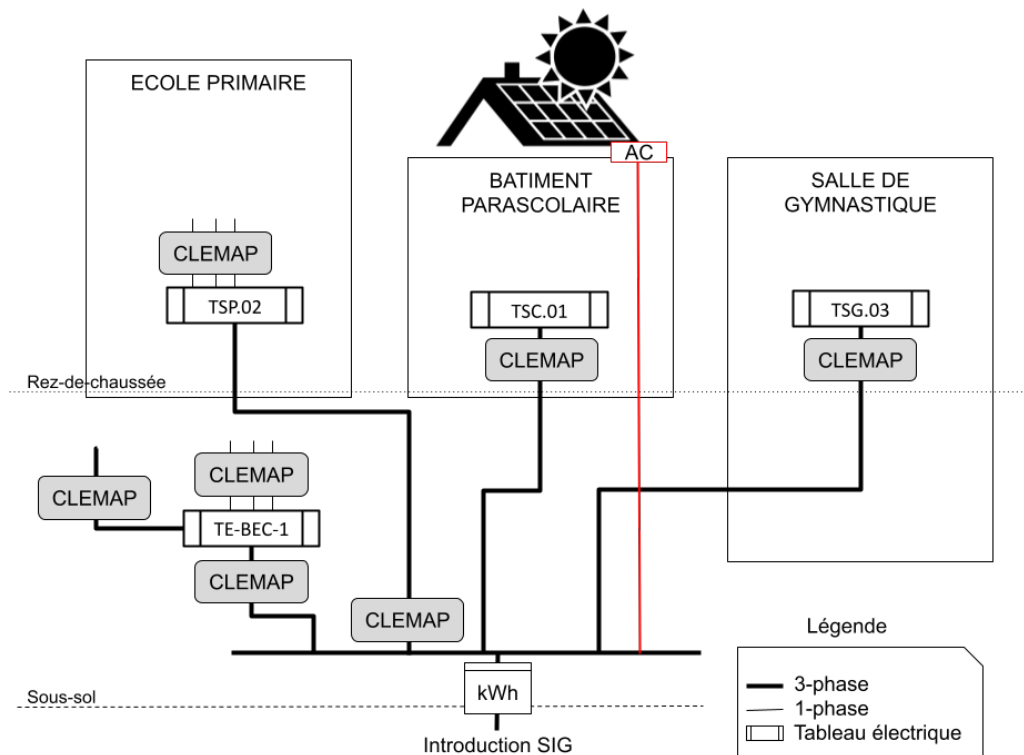 ECOLE PRIMAIRE
AC
BATIMENT
PARASCOLAIRE
SALLE DE
GYMNASTIQUE
CLEMAP
TSP.02
TSC.01
TSG.03
CLEMAP
CLEMAP
Rez-de-chaussée
CLEMAP
CLEMAP
TE-BEC-1
CLEMAP
CLEMAP
Légende
kWh
Sous-sol
3-phase
1-phase
Tableau électrique
Introduction SIG